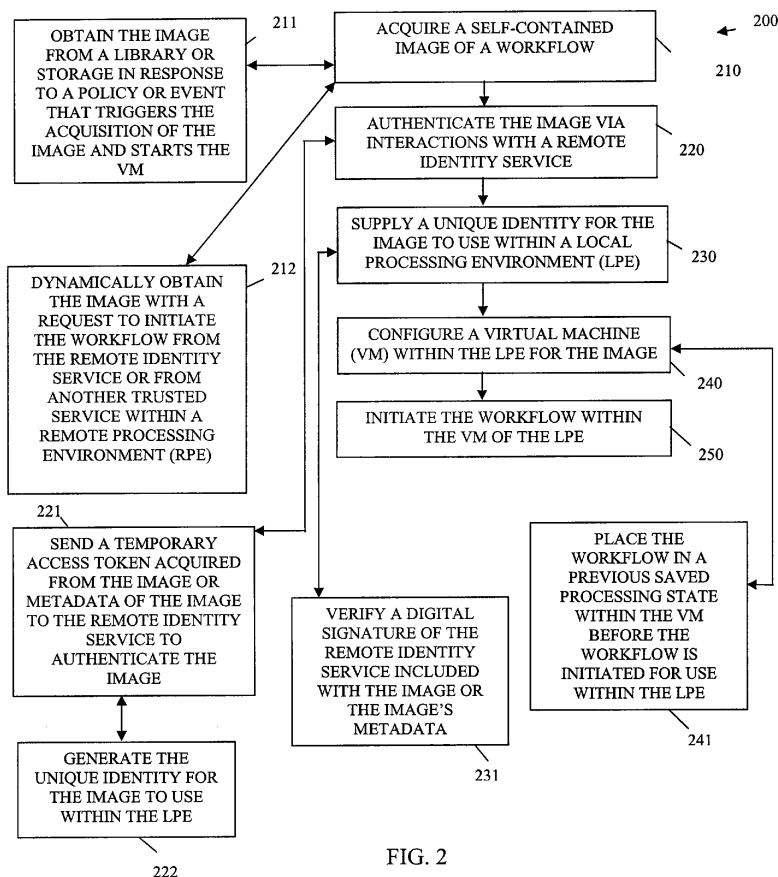 200
ACQUIRE A SELF-CONTAINED
IMAGE OF A WORKFLOW
210
211
OBTAIN THE IMAGE
FROM A LIBRARY OR
STORAGE IN RESPONSE
TO A POLICY OR EVENT
THAT TRIGGERS THE
ACQUISITION OF THE
IMAGE AND STARTS THE
VM
AUTHENTICATE THE IMAGE VIA
INTERACTIONS WITH A REMOTE
IDENTITY SERVICE
220
SUPPLY A UNIQUE IDENTITY FOR THE
IMAGE TO USE WITHIN A LOCAL
PROCESSING ENVIRONMENT (LPE)
230
212
DYNAMICALLY OBTAIN
THE IMAGE WITH A
REQUEST TO INITIATE
THE WORKFLOW FROM
THE REMOTE IDENTITY
SERVICE OR FROM
ANOTHER TRUSTED
SERVICE WITHIN A
REMOTE PROCESSING
ENVIRONMENT (RPE)
CONFIGURE A VIRTUAL MACHINE
(VM) WITHIN THE LPE FOR THE IMAGE
240
INITIATE THE WORKFLOW WITHIN
THE VM OF THE LPE
250
221
SEND A TEMPORARY
ACCESS TOKEN ACQUIRED
FROM THE IMAGE OR
METADATA OF THE IMAGE
TO THE REMOTE IDENTITY
SERVICE TO
AUTHENTICATE THE
IMAGE
VERIFY A DIGITAL
SIGNATURE OF THE
REMOTE IDENTITY
SERVICE INCLUDED
WITH THE IMAGE OR
THE IMAGE'S
METADATA
231
PLACE THE
WORKFLOW IN A
PREVIOUS SAVED
PROCESSING STATE
WITHIN THE VM
BEFORE THE
WORKFLOW IS
INITIATED FOR USE
WITHIN THE LPE
241
GENERATE THE
UNIQUE IDENTITY FOR
THE IMAGE TO USE
WITHIN THE LPE
222
FIG. 2